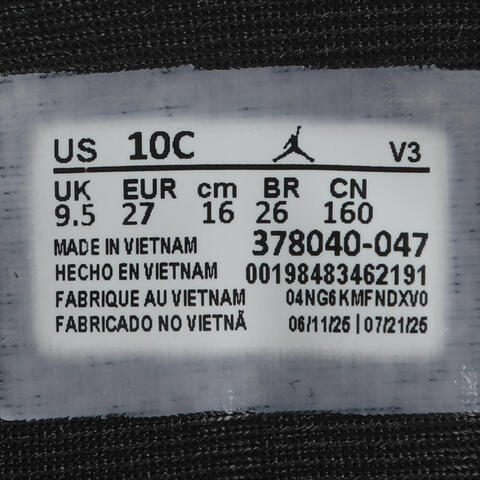 US 10C V3
UK EUR cm BR CN
9.5 27 16 26 160
MADE IN VIETNAM 378040-047
HECHO EN VIETNAM 00198483462191
FABRIQUE AU VIETNAM 04NG6KMFNDXV0
FABRICADO NO VIETNÃ 06/11/25 | 07/21/25